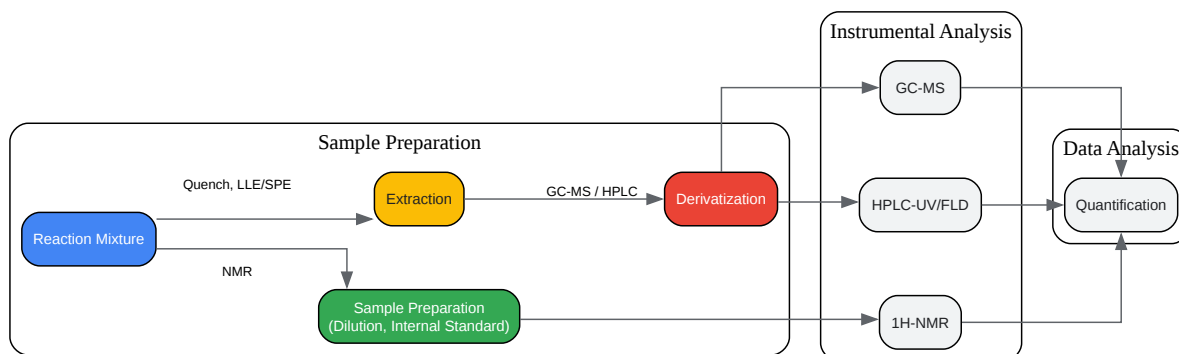 Instrumental Analysis
GC-MS
Sample Preparation
Data Analysis
Quench, LLE/SPE
Extraction
GC-MS / HPLC
Derivatization
HPLC-UV/FLD
Quantification
Reaction Mixture
NMR
Sample Preparation
(Dilution, Internal Standard)
1H-NMR